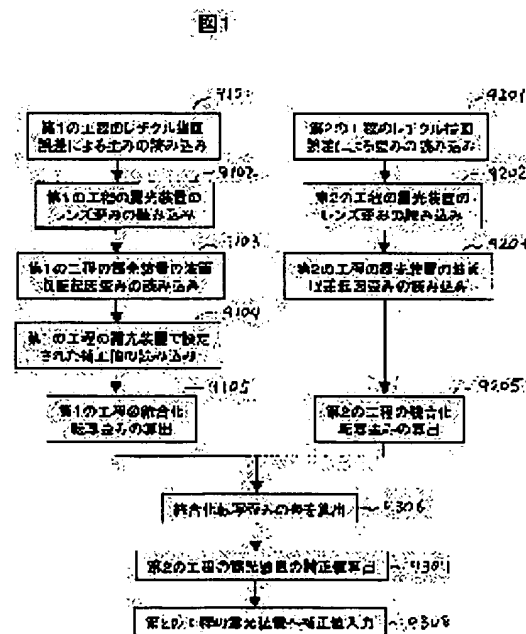 図1
9101
第1の工程のレチクル描画
誤差による歪みの読み込み
9102
第1の工程の露光装置の
レンズ歪みの読み込み
9103
第1の工程の露光装置の
歪みの読み込み
9104
第1の工程の露光装置で設定
された補正値の読み込み
9105
第1の工程の統合化
転写歪みの算出
9201
第2の工程のレチクル描画
誤差による歪みの読み込み
9202
第2の工程の露光装置の
レンズ歪みの読み込み
第2の工程の露光装置の
歪みの読み込み
9205
第2の工程の統合化
転写歪みの算出
統合化転写歪みの差を算出
第2の工程の露光装置の補正値算出
第2の工程の露光装置へ補正値入力